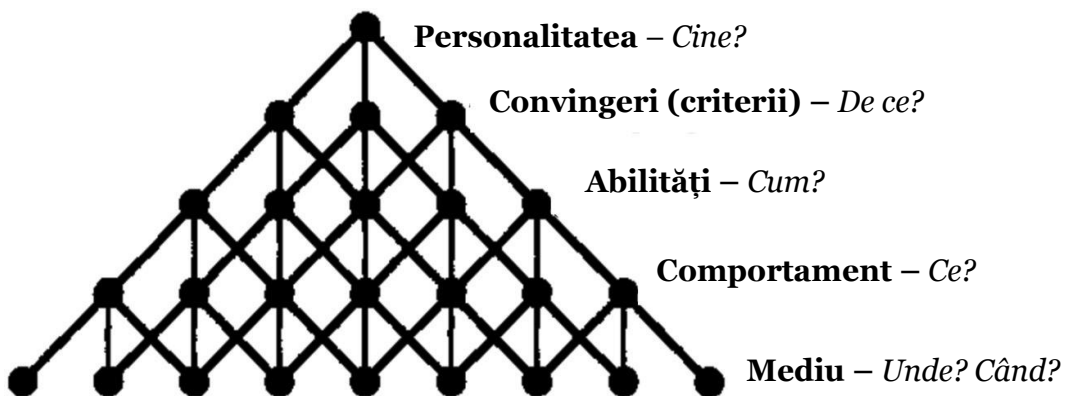 Personalitatea – Cine?
Convingeri (criterii) – De ce?
Abilități – Cum?
Comportament – Ce?
Mediu – Unde? Când?